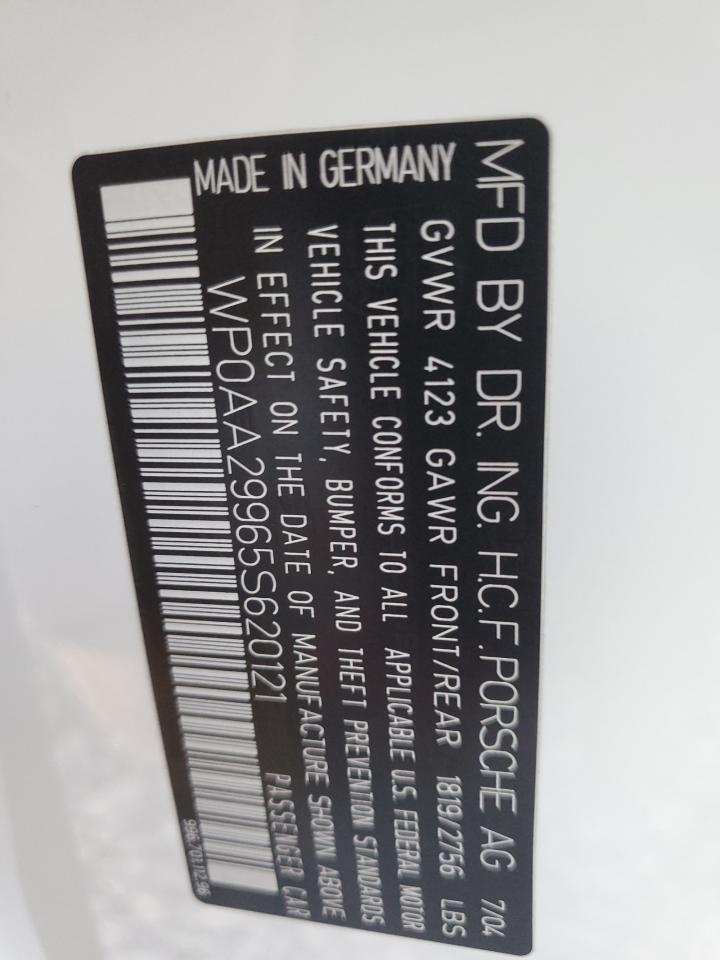 MFD BY DR. ING. H.C.F. PORSCHE AG 7/04
GVWR 4123 GAWR FRONT/REAR 1819/2756 LBS
THIS VEHICLE CONFORMS TO ALL APPLICABLE U.S. FEDERAL MOTOR
VEHICLE SAFETY, BUMPER, AND THEFT PREVENTION STANDARDS
IN EFFECT ON THE DATE OF MANUFACTURE SHOWN ABOVE
MADE IN GERMANY
WP0AA29965S620121 PASSENGER CAR